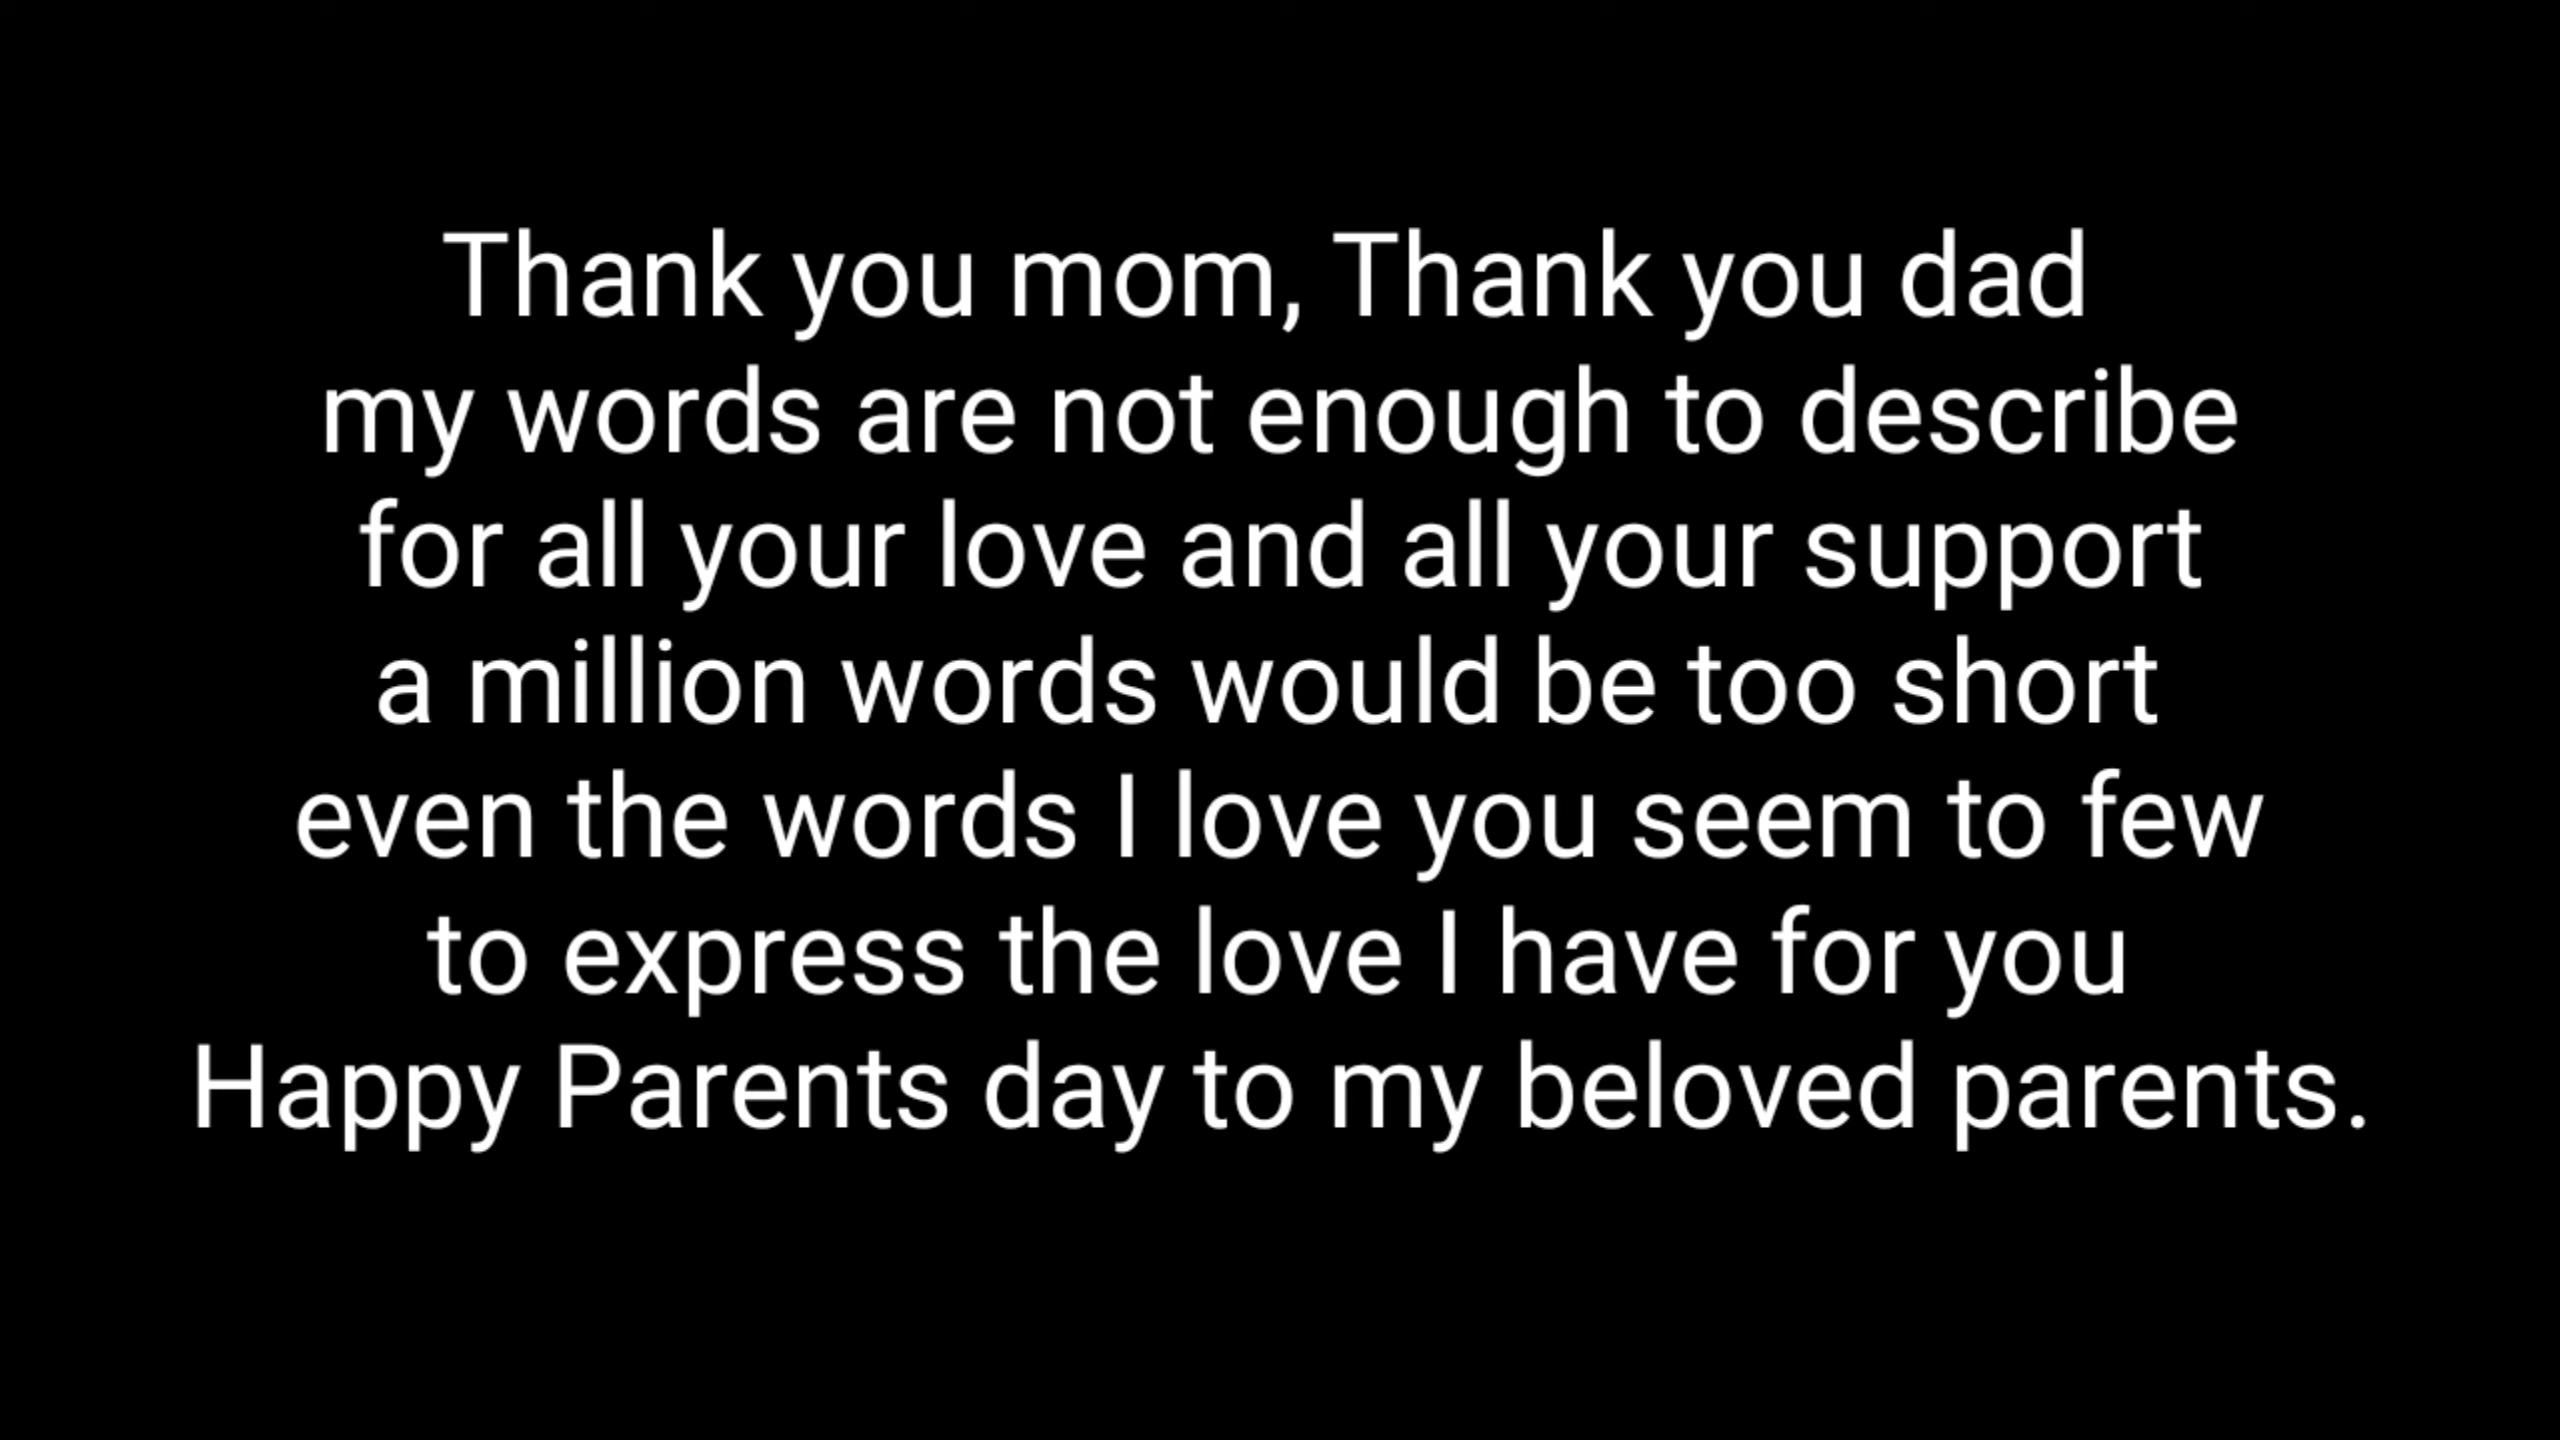 Thank you mom, Thank you dad
my words are not enough to describe
for all your love and all your support
a million words would be too short
even the words I love you seem to few
to express the love I have for you
Happy Parents day to my beloved parents.